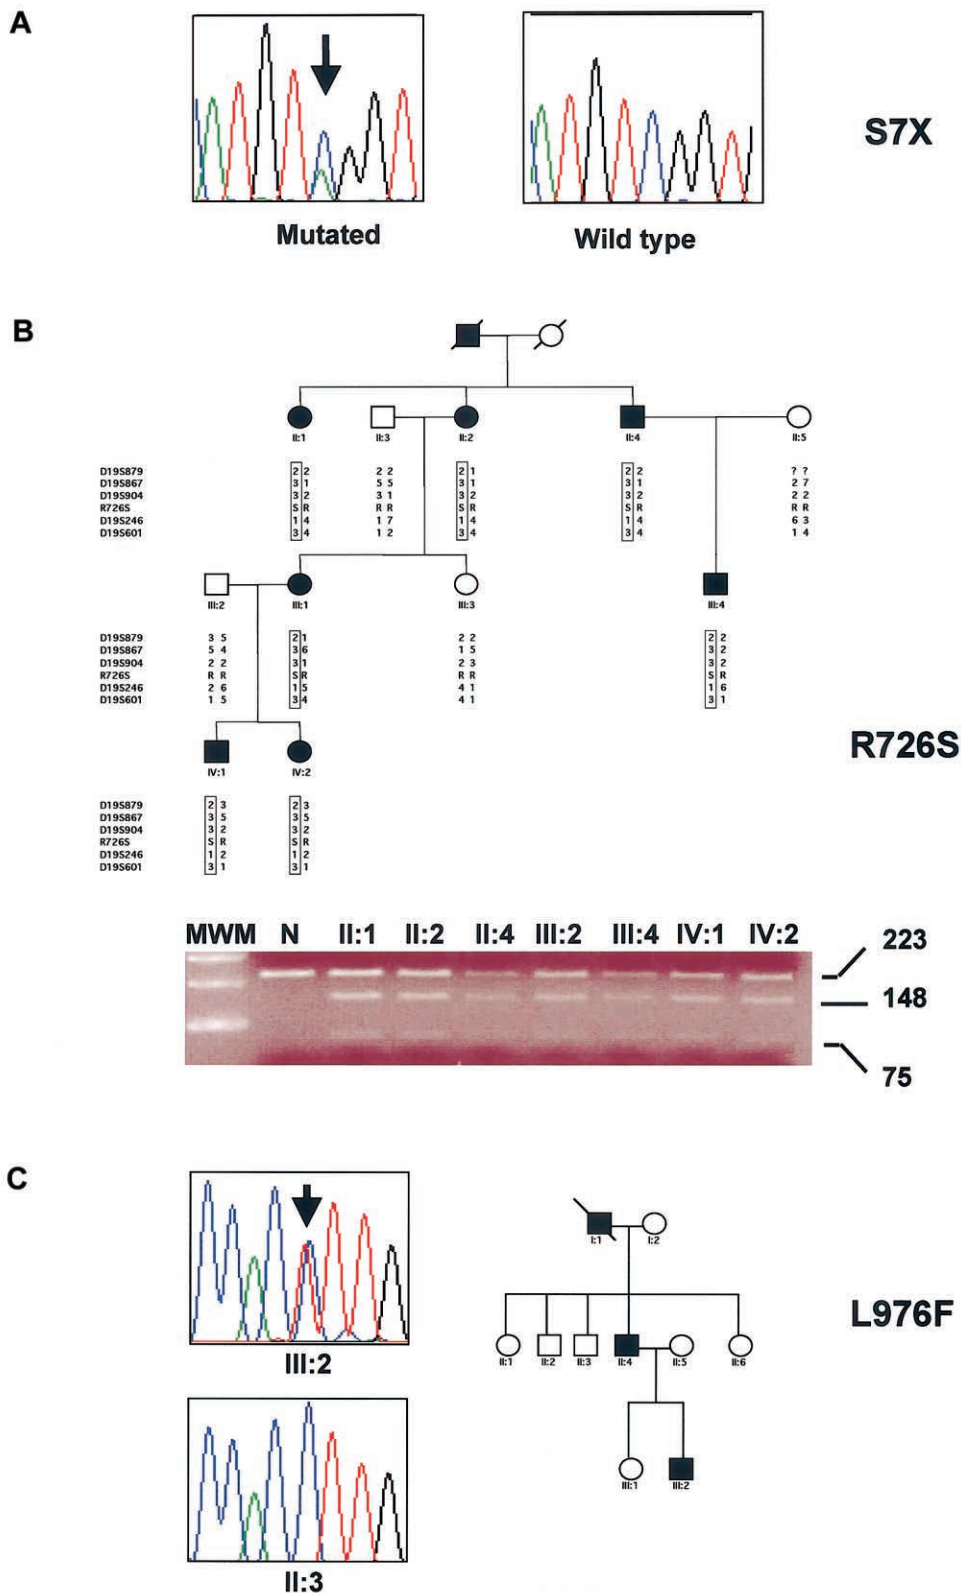 A
S7X
Mutated
Wild type
B
II:1
II:3
II:2
II:4
II:5
D19S879 2 2 2 2 2 1 2 2 ? ?
D19S867 3 1 5 5 3 1 3 1 2 7
D19S904 3 2 3 1 3 2 3 2 2 2
R726S S R R R S R S R R R
D19S246 1 4 1 7 1 4 1 4 6 3
D19S601 3 4 1 2 3 4 3 4 1 4
III:2
III:1
III:3
III:4
D19S879 3 5 2 1 2 2 2 2
D19S867 5 4 3 6 1 5 3 2
D19S904 2 2 3 1 2 3 3 2
R726S R R S R R R S R
D19S246 2 6 1 5 4 1 1 6
D19S601 1 5 3 4 4 1 3 1
R726S
IV:1
IV:2
D19S879 2 3 2 3
D19S867 3 5 3 5
D19S904 3 2 3 2
R726S S R S R
D19S246 1 2 1 2
D19S601 3 1 3 1
MWM N II:1 II:2 II:4 III:2 III:4 IV:1 IV:2
223
148
75
C
I:1
I:2
L976F
II:1
II:2
II:3
II:4
II:5
II:6
III:2
III:1
III:2
II:3